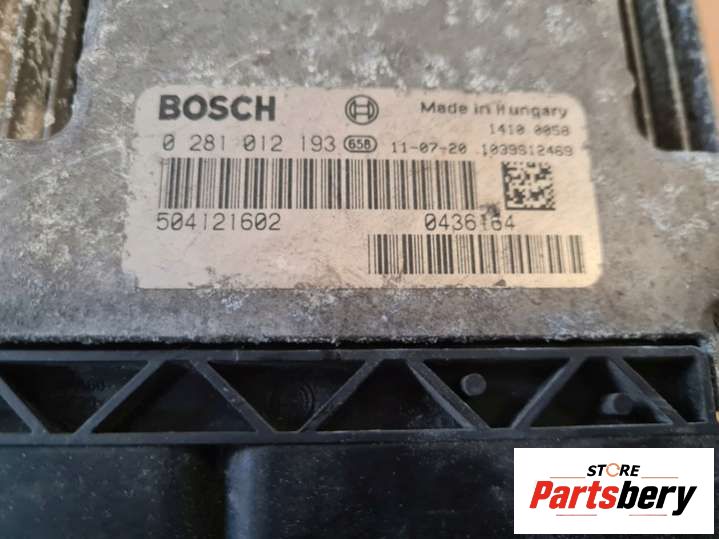 BOSCH Made in Hungary
1410 0058
0 281 012 193 658 11-07-20 1039S12469
504121602 0436164
STORE
Partsbery